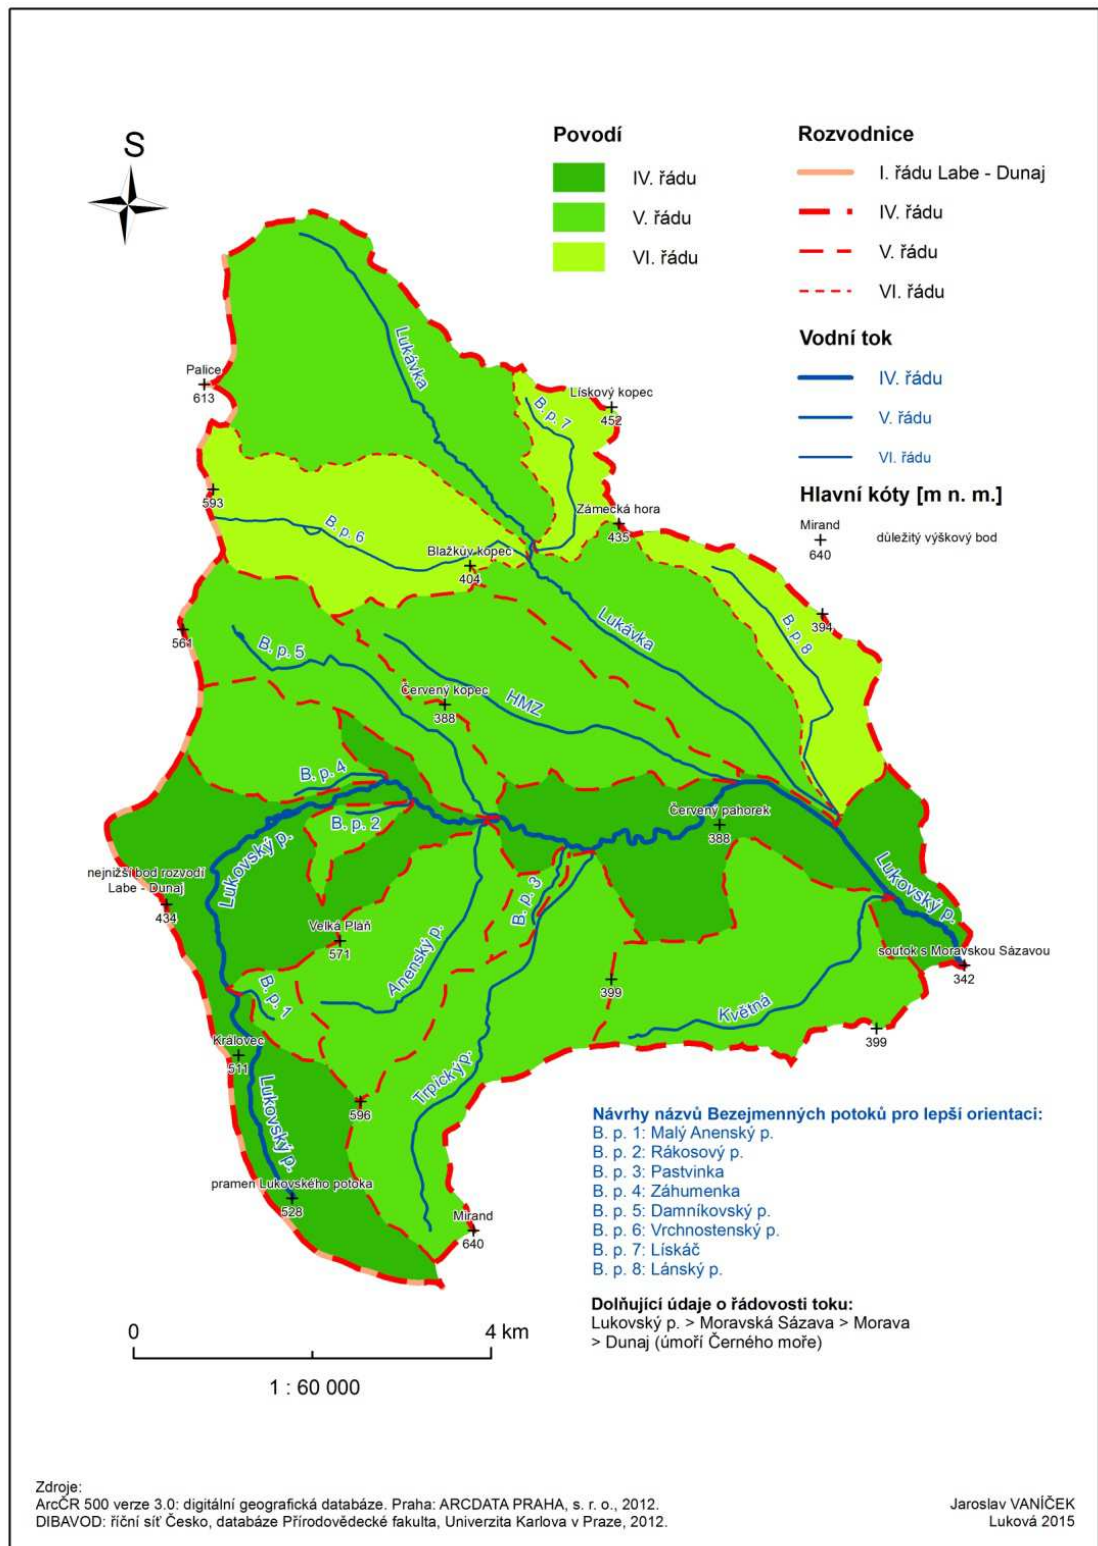 S
Povodí
IV. řádu
V. řádu
VI. řádu
Rozvodnice
I. řádu Labe - Dunaj
IV. řádu
V. řádu
VI. řádu
Vodní tok
IV. řádu
V. řádu
VI. řádu
Hlavní kóty [m n. m.]
Mirand
640
důležitý výškový bod
Lukávka
Palice
613
Lískový kopec
452
B. p. 7
593
B. p. 6
Zámecká hora
435
Blažkův kopec
404
394
B. p. 8
561
B. p. 5
Lukávka
HMZ
Červený kopec
388
B. p. 4
B. p. 2
Červený pahorek
388
Lukovský p.
nejnižší bod rozvodí
Labe - Dunaj
434
B. p. 3
Velká Pláň
571
Anenský p.
Lukovský p.
soutok s Moravskou Sázavou
342
B. p. 1
399
Květná
399
Královec
511
Lukovský p.
596
Trpický p.
pramen Lukovského potoka
528
Mirand
640
Návrhy názvů Bezejmenných potoků pro lepší orientaci:
B. p. 1: Malý Anenský p.
B. p. 2: Rákosový p.
B. p. 3: Pastvinka
B. p. 4: Záhumenka
B. p. 5: Damníkovský p.
B. p. 6: Vrchnostenský p.
B. p. 7: Lískáč
B. p. 8: Lánský p.
Dolňující údaje o řádovosti toku:
Lukovský p. > Moravská Sázava > Morava
> Dunaj (úmoří Černého moře)
0 4 km
1 : 60 000
Zdroje:
ArcČR 500 verze 3.0: digitální geografická databáze. Praha: ARCDATA PRAHA, s. r. o., 2012.
DIBAVOD: říční síť Česko, databáze Přírodovědecké fakulta, Univerzita Karlova v Praze, 2012.
Jaroslav VANÍČEK
Luková 2015